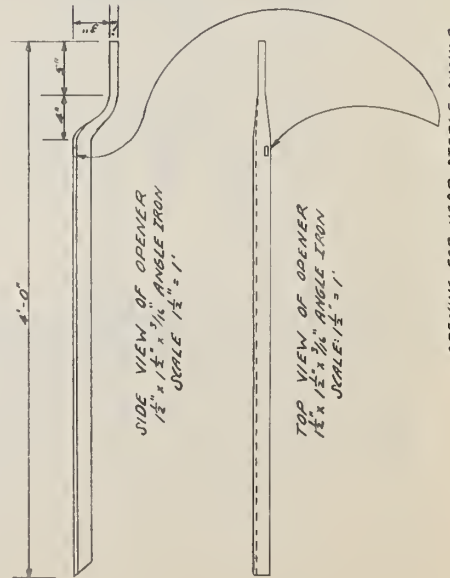 4'-0"
4"
5"
3"
SIDE VIEW OF OPENER
1½" x 1½" x 3/16" ANGLE IRON
SCALE 1½" = 1'
TOP VIEW OF OPENER
1½" x 1½" x 3/16" ANGLE IRON
SCALE: 1½" = 1'